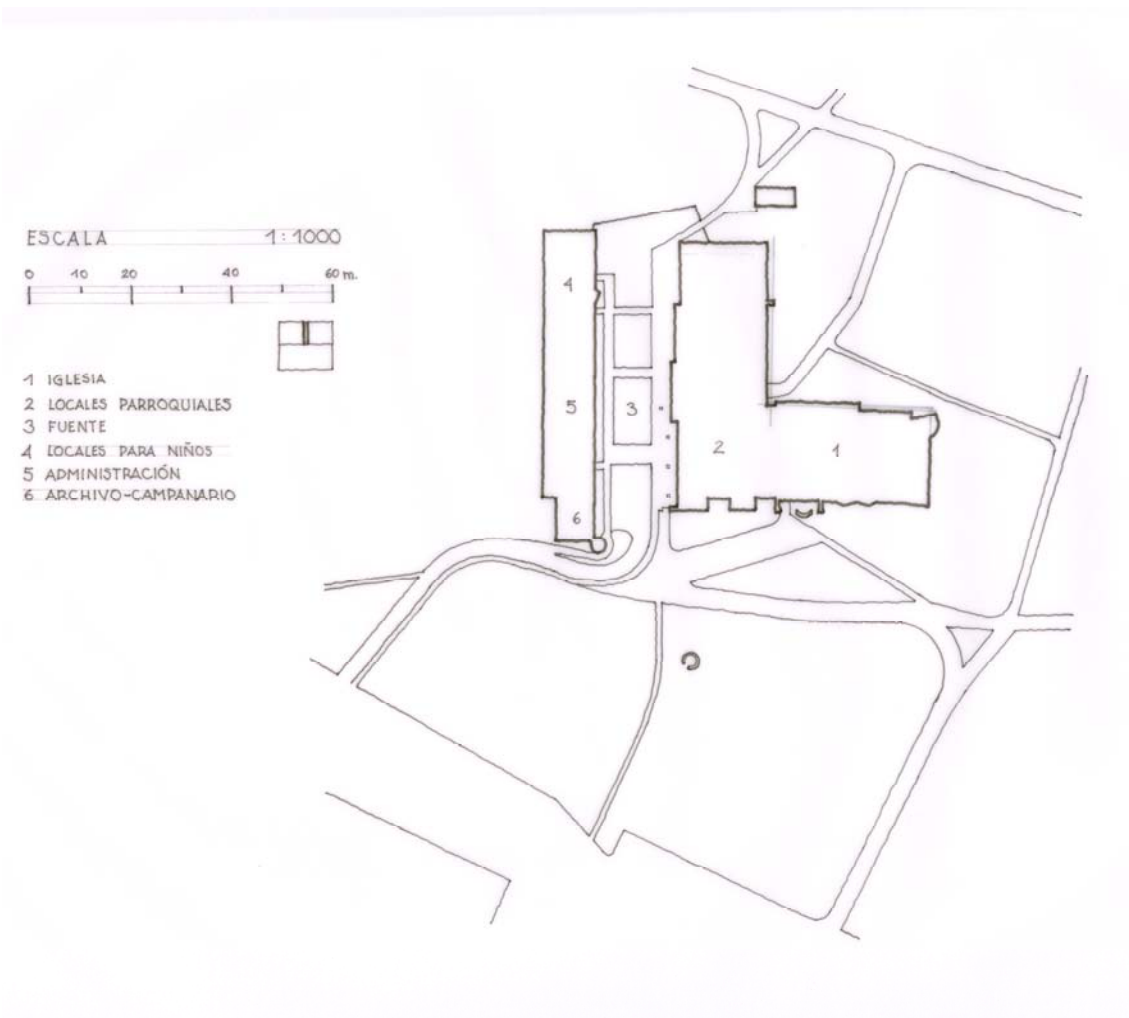 ESCALA 1:1000
0 10 20 40 60 m.
1 IGLESIA
2 LOCALES PARROQUIALES
3 FUENTE
4 LOCALES PARA NIÑOS
5 ADMINISTRACIÓN
6 ARCHIVO-CAMPANARIO
4
5
3
2
1
6